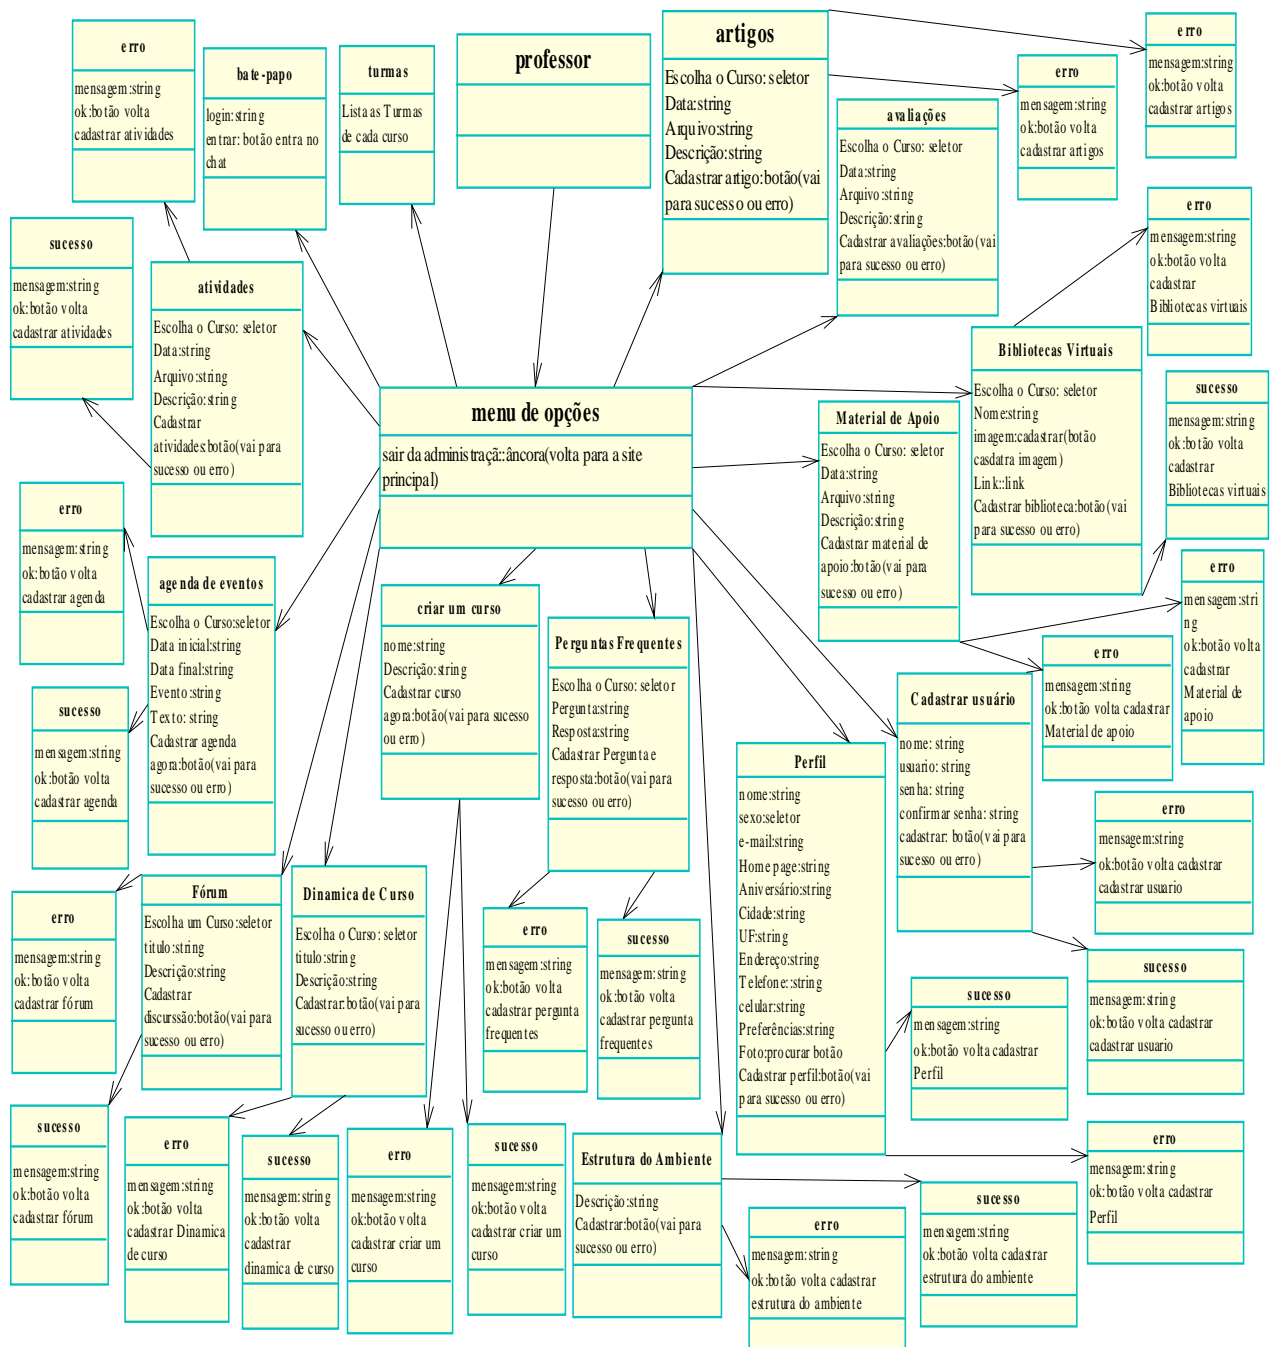 erro
mensagem:string
ok:botão volta
cadastrar atividades
bate-papo
login:string
entrar: botão entra no
chat
turmas
Lista as Turmas
de cada curso
professor
artigos
Escolha o Curso: seletor
Data:string
Arquivo:string
Descrição:string
Cadastrar artigo:botão(vai
para sucesso ou erro)
erro
mensagem:string
ok:botão volta
cadastrar artigos
erro
mensagem:string
ok:botão volta
cadastrar artigos
avaliações
Escolha o Curso: seletor
Data:string
Arquivo:string
Descrição:string
Cadastrar avaliações:botão(vai
para sucesso ou erro)
erro
mensagem:string
ok:botão volta
cadastrar
Bibliotecas virtuais
sucesso
mensagem:string
ok:botão volta
cadastrar atividades
atividades
Escolha o Curso: seletor
Data:string
Arquivo:string
Descrição:string
Cadastrar
atividades:botão(vai para
sucesso ou erro)
menu de opções
sair da administraçã::âncora(volta para a site
principal)
Bibliotecas Virtuais
Escolha o Curso: seletor
Nome:string
imagem:cadastrar(botão
casdatra imagem)
Link::link
Cadastrar biblioteca:botão(vai
para sucesso ou erro)
sucesso
mensagem:string
ok:botão volta
cadastrar
Bibliotecas virtuais
Material de Apoio
Escolha o Curso: seletor
Data:string
Arquivo:string
Descrição:string
Cadastrar material de
apoio:botão(vai para
sucesso ou erro)
erro
mensagem:string
ok:botão volta
cadastrar agenda
agenda de eventos
Escolha o Curso:seletor
Data inicial:string
Data final:string
Evento:string
Texto: string
Cadastrar agenda
agora:botão(vai para
sucesso ou erro)
criar um curso
nome:string
Descrição:string
Cadastrar curso
agora:botão(vai para sucesso
ou erro)
Perguntas Frequentes
Escolha o Curso: seletor
Pergunta:string
Resposta:string
Cadastrar Pergunta e
resposta:botão(vai para
sucesso ou erro)
erro
mensagem:stri
ng
ok:botão volta
cadastrar
Material de
apoio
erro
mensagem:string
ok:botão volta cadastrar
Material de apoio
Cadastrar usuário
nome: string
usuario: string
senha: string
confirmar senha: string
cadastrar: botão(vai para
sucesso ou erro)
sucesso
mensagem:string
ok:botão volta
cadastrar agenda
Perfil
nome:string
sexo:seletor
e-mail:string
Home page:string
Aniversário:string
Cidade:string
UF:string
Endereço:string
Telefone::string
celular:string
Preferências:string
Foto:procurar botão
Cadastrar perfil:botão(vai
para sucesso ou erro)
erro
mensagem:string
ok:botão volta cadastrar
cadastrar usuario
erro
mensagem:string
ok:botão volta
cadastrar fórum
Fórum
Escolha um Curso:seletor
titulo:string
Descrição:string
Cadastrar
discurssão:botão(vai para
sucesso ou erro)
Dinamica de Curso
Escolha o Curso: seletor
titulo:string
Descrição:string
Cadastrar:botão(vai para
sucesso ou erro)
erro
mensagem:string
ok:botão volta
cadastrar pergunta
frequentes
sucesso
mensagem:string
ok:botão volta
cadastrar pergunta
frequentes
sucesso
mensagem:string
ok:botão volta cadastrar
cadastrar usuario
sucesso
mensagem:string
ok:botão volta cadastrar
Perfil
sucesso
mensagem:string
ok:botão volta
cadastrar fórum
erro
mensagem:string
ok:botão volta
cadastrar Dinamica
de curso
sucesso
mensagem:string
ok:botão volta
cadastrar
dinamica de curso
erro
mensagem:string
ok:botão volta
cadastrar criar um
curso
sucesso
mensagem:string
ok:botão volta
cadastrar criar um
curso
Estrutura do Ambiente
Descrição:string
Cadastrar:botão(vai para
sucesso ou erro)
erro
mensagem:string
ok:botão volta cadastrar
estrutura do ambiente
sucesso
mensagem:string
ok:botão volta cadastrar
estrutura do ambiente
erro
mensagem:string
ok:botão volta cadastrar
Perfil